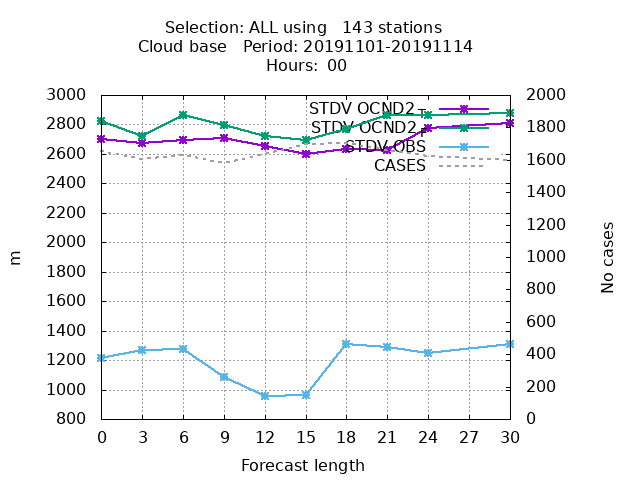 Selection: ALL using 143 stations
Cloud base Period: 20191101-20191114
Hours: 00
3000
2800
2600
2400
2200
2000
1800
1600
1400
1200
1000
800
2000
1800
1600
1400
1200
1000
800
600
400
200
0
m
No cases
STDV OCND2
STDV OCND2
STDV OBS
CASES
0 3 6 9 12 15 18 21 24 27 30
Forecast length